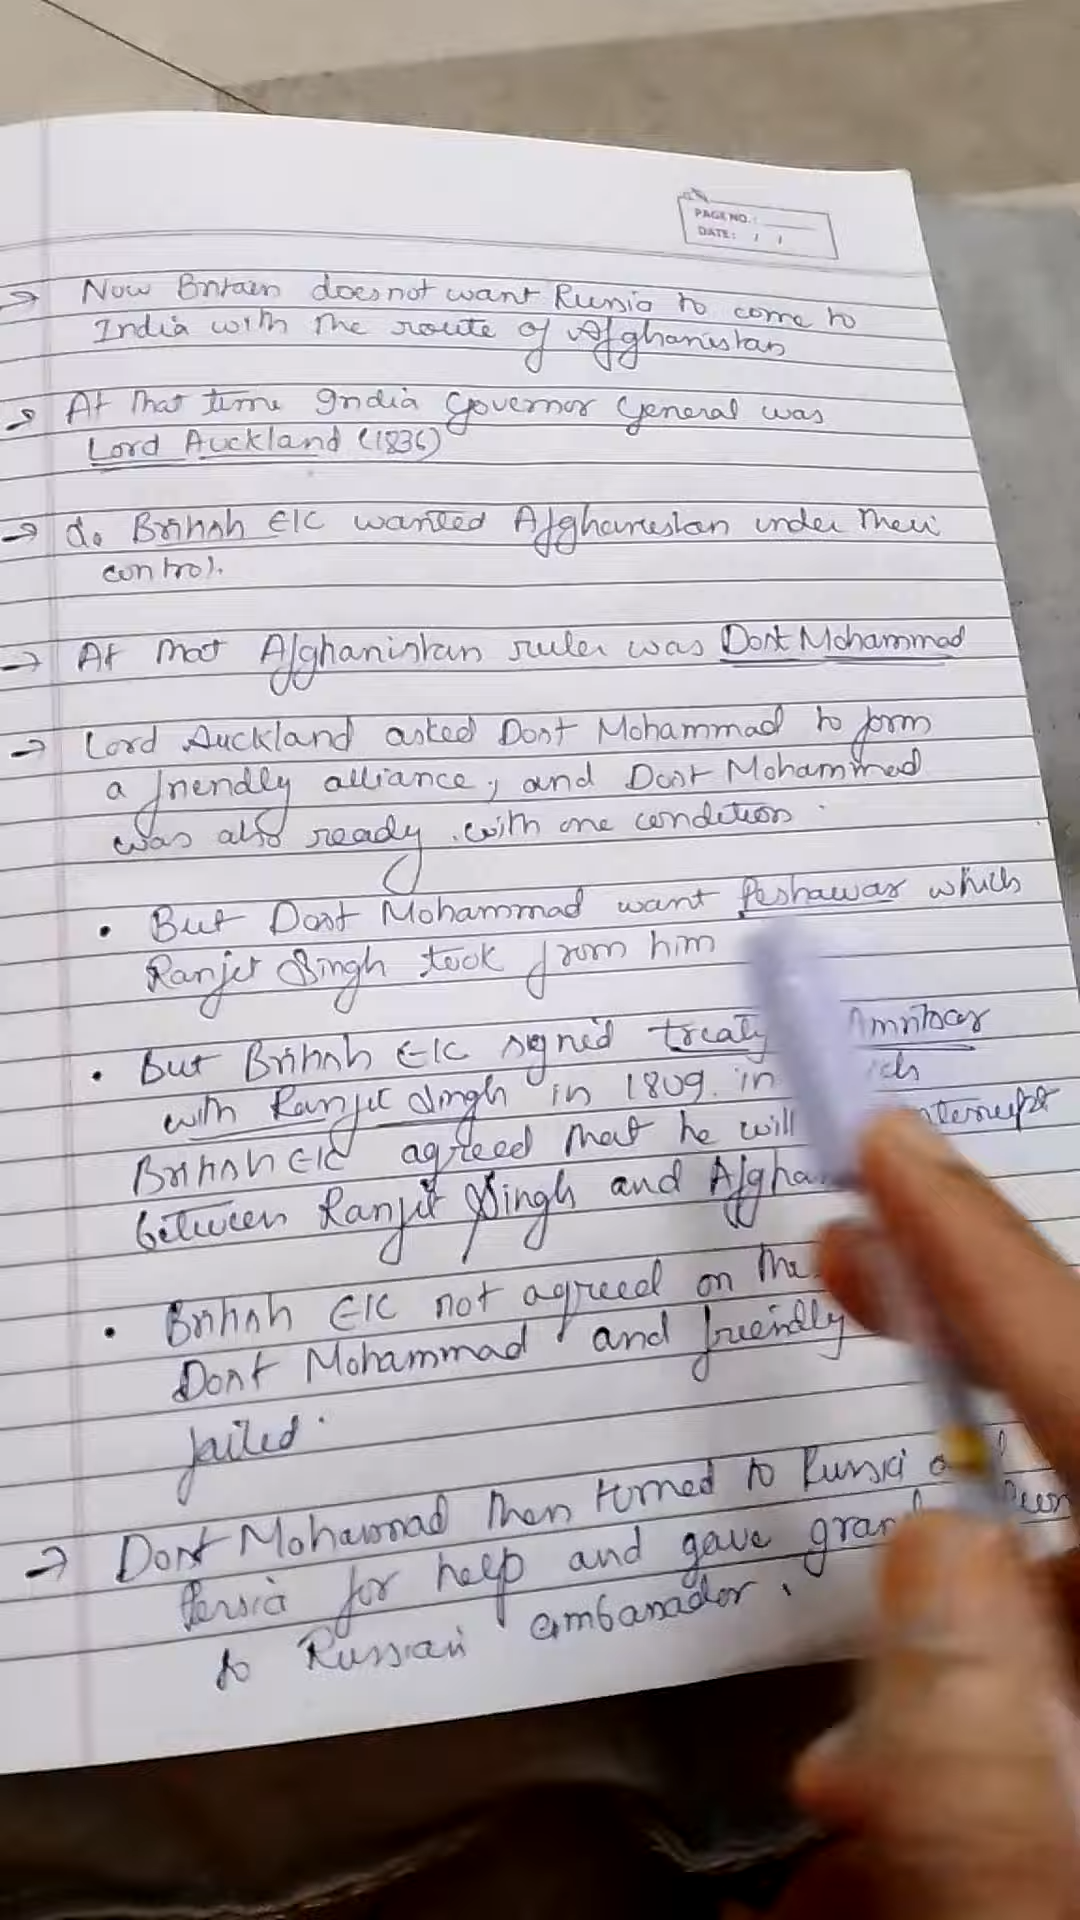 PAGE NO.:
DATE: / /
→ Now Britain does not want Russia to come to
India with the route of Afghanistan
→ At that time India Governor General was
Lord Auckland (1836)
→ So British EIC wanted Afghanistan under their
control.
→ At that Afghanistan ruler was Dost Mohammad
→ Lord Auckland asked Dost Mohammad to form
a friendly alliance, and Dost Mohammed
was also ready with one condition.
• But Dost Mohammad want Peshawar which
Ranjit Singh took from him
• But British EIC signed treaty Amritsar
with Ranjit Singh in 1809. in
British EIC agreed that he will
between Ranjit Singh and
• British EIC not agreed on the
Dost Mohammad and friendly
failed.
→ Dost Mohammad then turned to Russia
Persia for help and gave
to Russian ambassador.